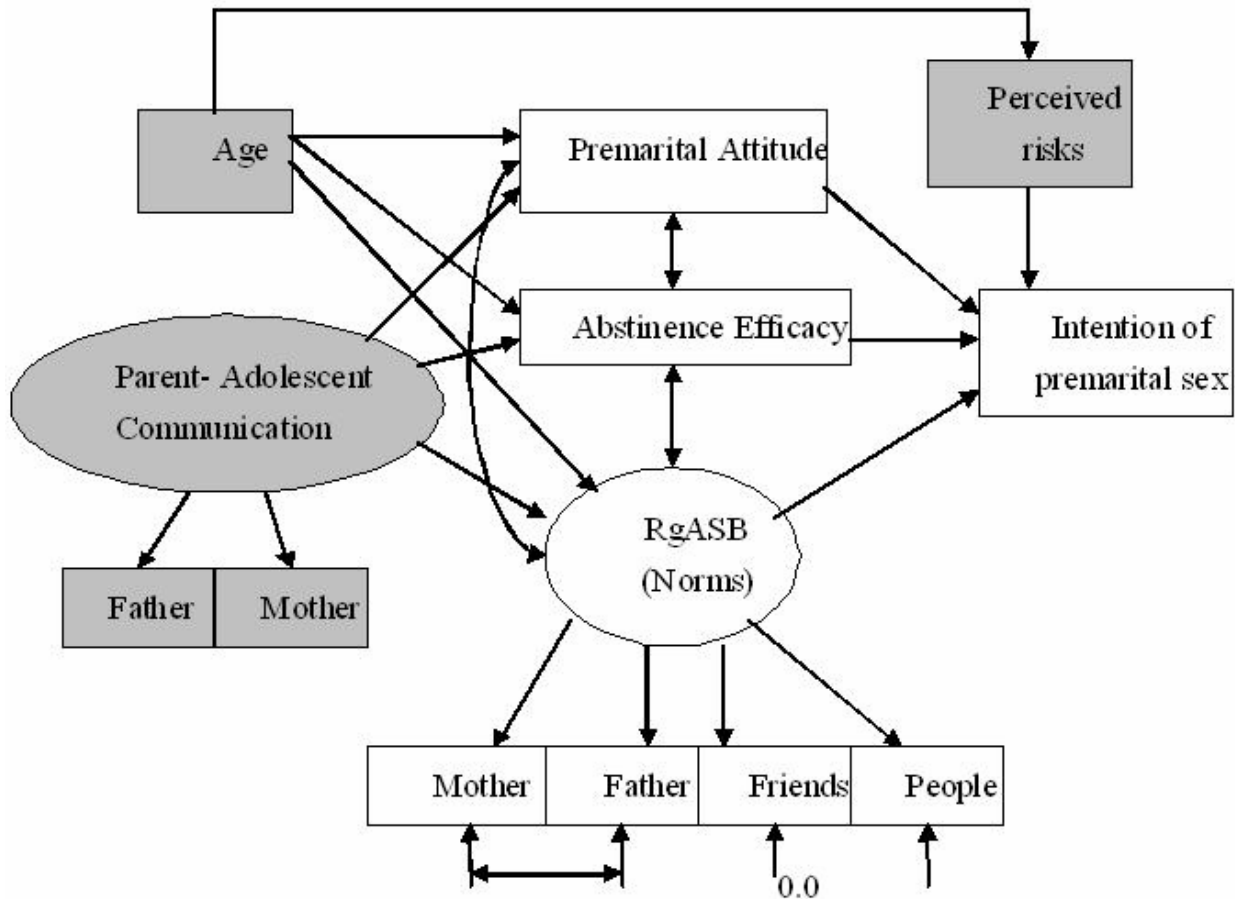 Perceived
risks
Age
Premarital Attitude
Abstinence Efficacy
Intention of
premarital sex
Parent- Adolescent
Communication
RgASB
(Norms)
Father
Mother
Mother
Father
Friends
People
0.0